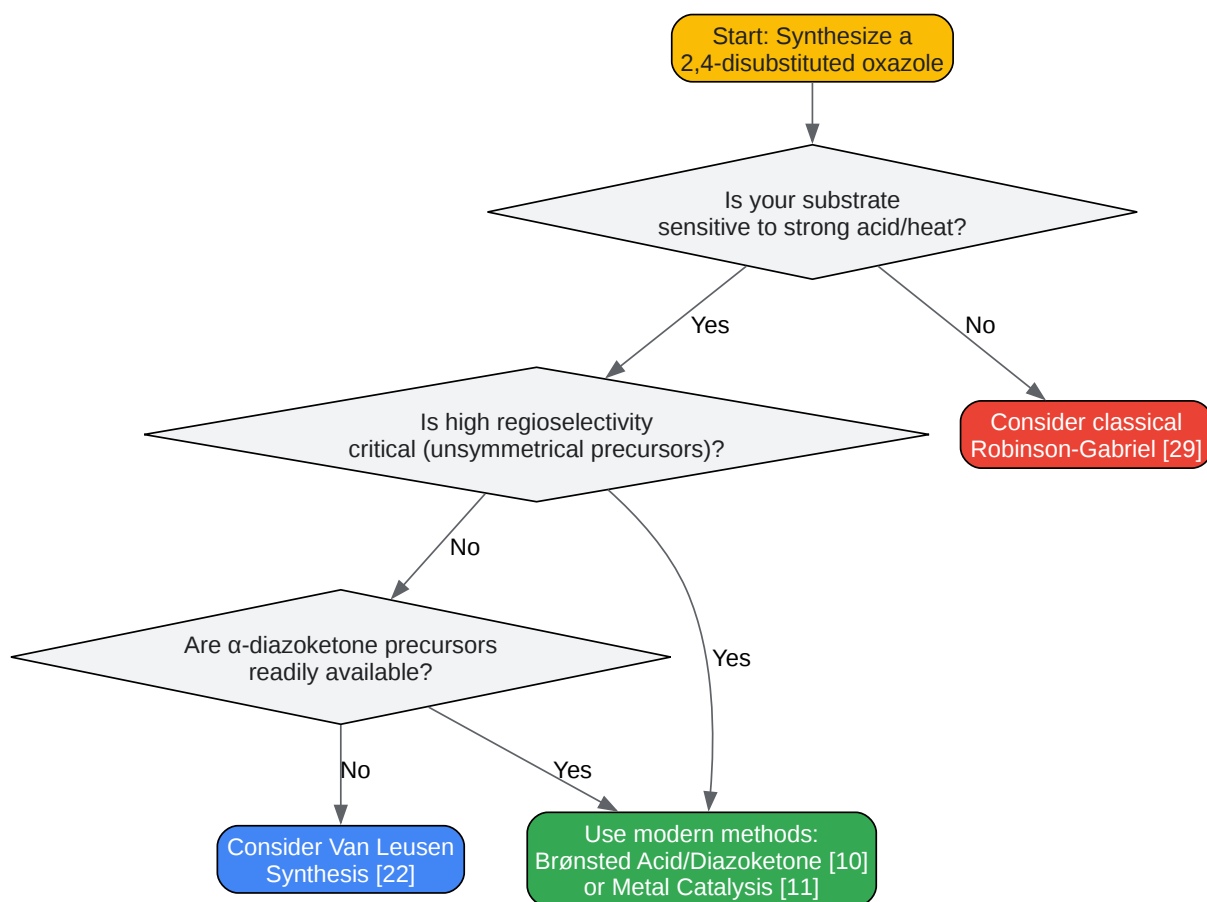 Start: Synthesize a
2,4-disubstituted oxazole
Is your substrate
sensitive to strong acid/heat?
Yes
No
Is high regioselectivity
critical (unsymmetrical precursors)?
Consider classical
Robinson-Gabriel [29]
No
Yes
Are α-diazoketone precursors
readily available?
No
Yes
Consider Van Leusen
Synthesis [22]
Use modern methods:
Brønsted Acid/Diazoketone [10]
or Metal Catalysis [11]